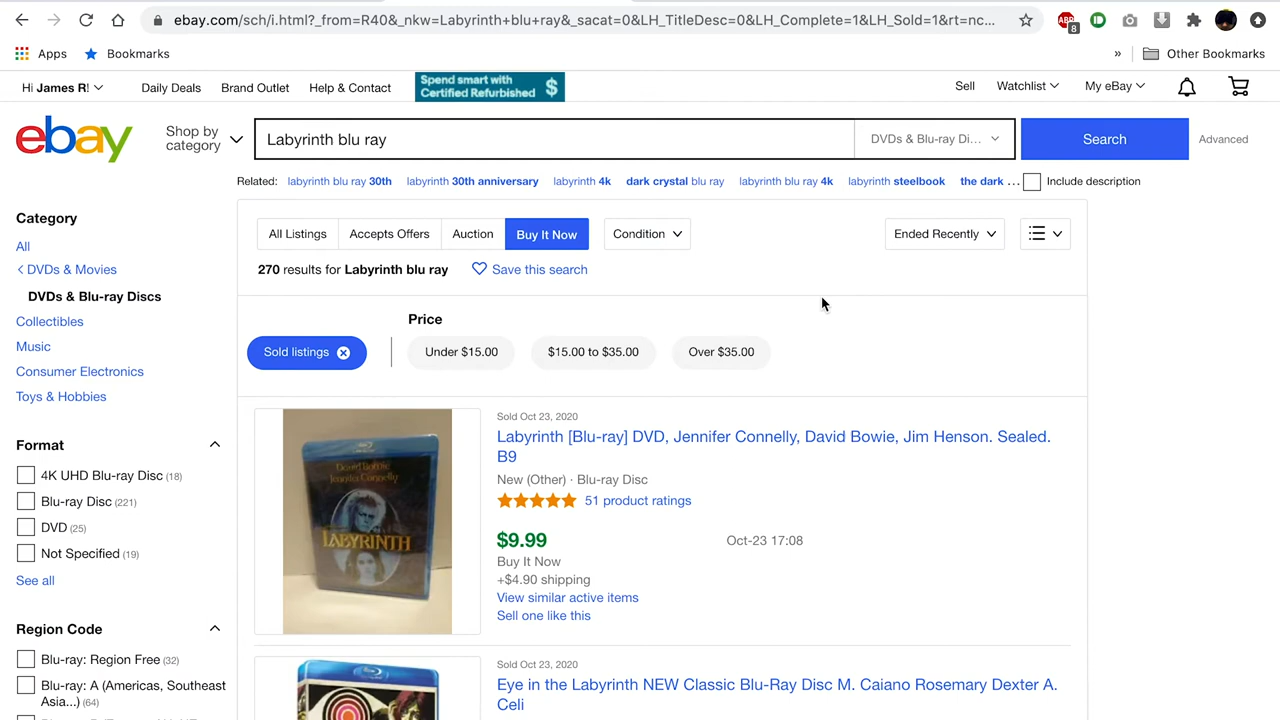 ebay.com/sch/i.html?_from=R40&_nkw=Labyrinth+blu+ray&_sacat=0&LH_TitleDesc=0&LH_Complete=1&LH_Sold=1&rt=nc...
ABP
8
Apps
Bookmarks
»
Other Bookmarks
Hi James R!
Daily Deals
Brand Outlet
Help & Contact
Spend smart with
Certified Refurbished
$
Sell
Watchlist
My eBay
ebay
Shop by
category
Labyrinth blu ray
DVDs & Blu-ray Di...
Search
Advanced
Related: labyrinth blu ray 30th labyrinth 30th anniversary labyrinth 4k dark crystal blu ray labyrinth blu ray 4k labyrinth steelbook the dark ...
Include description
Category
All
DVDs & Movies
DVDs & Blu-ray Discs
Collectibles
Music
Consumer Electronics
Toys & Hobbies
Format
4K UHD Blu-ray Disc (18)
Blu-ray Disc (221)
DVD (25)
Not Specified (19)
See all
Region Code
Blu-ray: Region Free (32)
Blu-ray: A (Americas, Southeast
Asia...) (64)
All Listings
Accepts Offers
Auction
Buy It Now
Condition
Ended Recently
270 results for Labyrinth blu ray
Save this search
Price
Sold listings
Under $15.00
$15.00 to $35.00
Over $35.00
David Bowie
Jennifer Connelly
LABYRINTH
Sold Oct 23, 2020
Labyrinth [Blu-ray] DVD, Jennifer Connelly, David Bowie, Jim Henson. Sealed.
B9
New (Other) · Blu-ray Disc
51 product ratings
$9.99
Oct-23 17:08
Buy It Now
+$4.90 shipping
View similar active items
Sell one like this
Sold Oct 23, 2020
Eye in the Labyrinth NEW Classic Blu-Ray Disc M. Caiano Rosemary Dexter A.
Celi